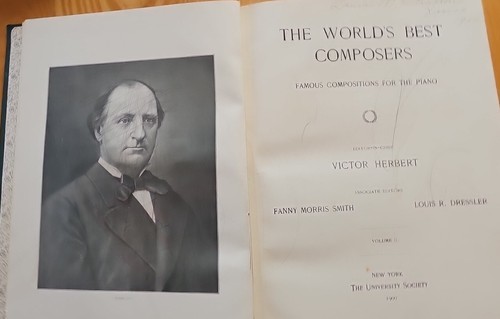 THE WORLD'S BEST
COMPOSERS
FAMOUS COMPOSITIONS FOR THE PIANO
VICTOR HERBERT
FANNY MORRIS SMITH
LOUIS R. DRESSLER
VOLUME
NEW YORK
THE UNIVERSITY SOCIETY